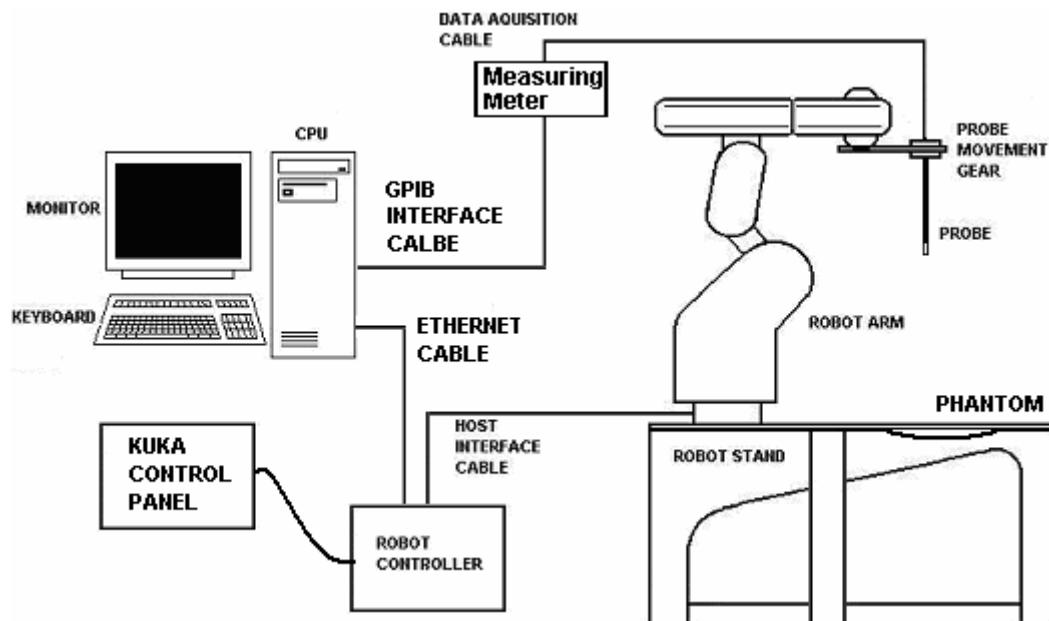 DATA AQUISITION
CABLE
Measuring
Meter
CPU
PROBE
MOVEMENT
GEAR
MONITOR
GPIB
INTERFACE
CALBE
PROBE
KEYBOARD
ETHERNET
CABLE
ROBOT ARM
PHANTOM
KUKA
CONTROL
PANEL
HOST
INTERFACE
CABLE
ROBOT STAND
ROBOT
CONTROLLER